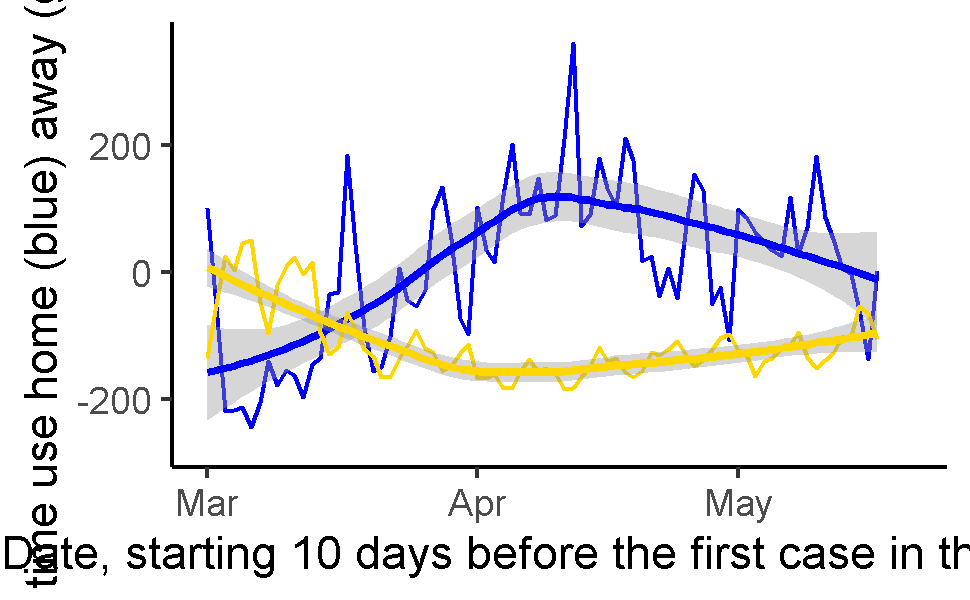 time use home (blue) away (
200
0
-200
Mar Apr May
Date, starting 10 days before the first case in th